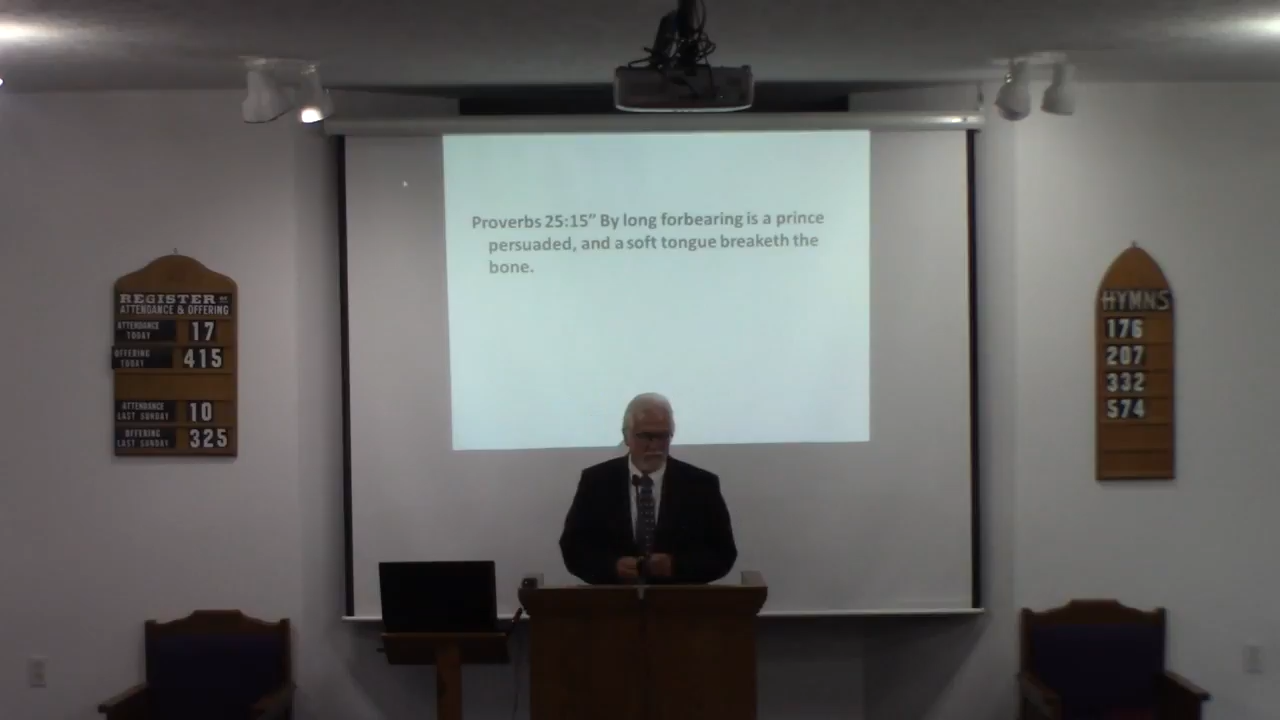 Proverbs 25:15” By long forbearing is a prince
persuaded, and a soft tongue breaketh the
bone.
REGISTER OF
ATTENDANCE & OFFERING
ATTENDANCE TODAY 17
OFFERING TODAY 415
ATTENDANCE LAST SUNDAY 10
OFFERING LAST SUNDAY 325
HYMNS
176
207
332
574